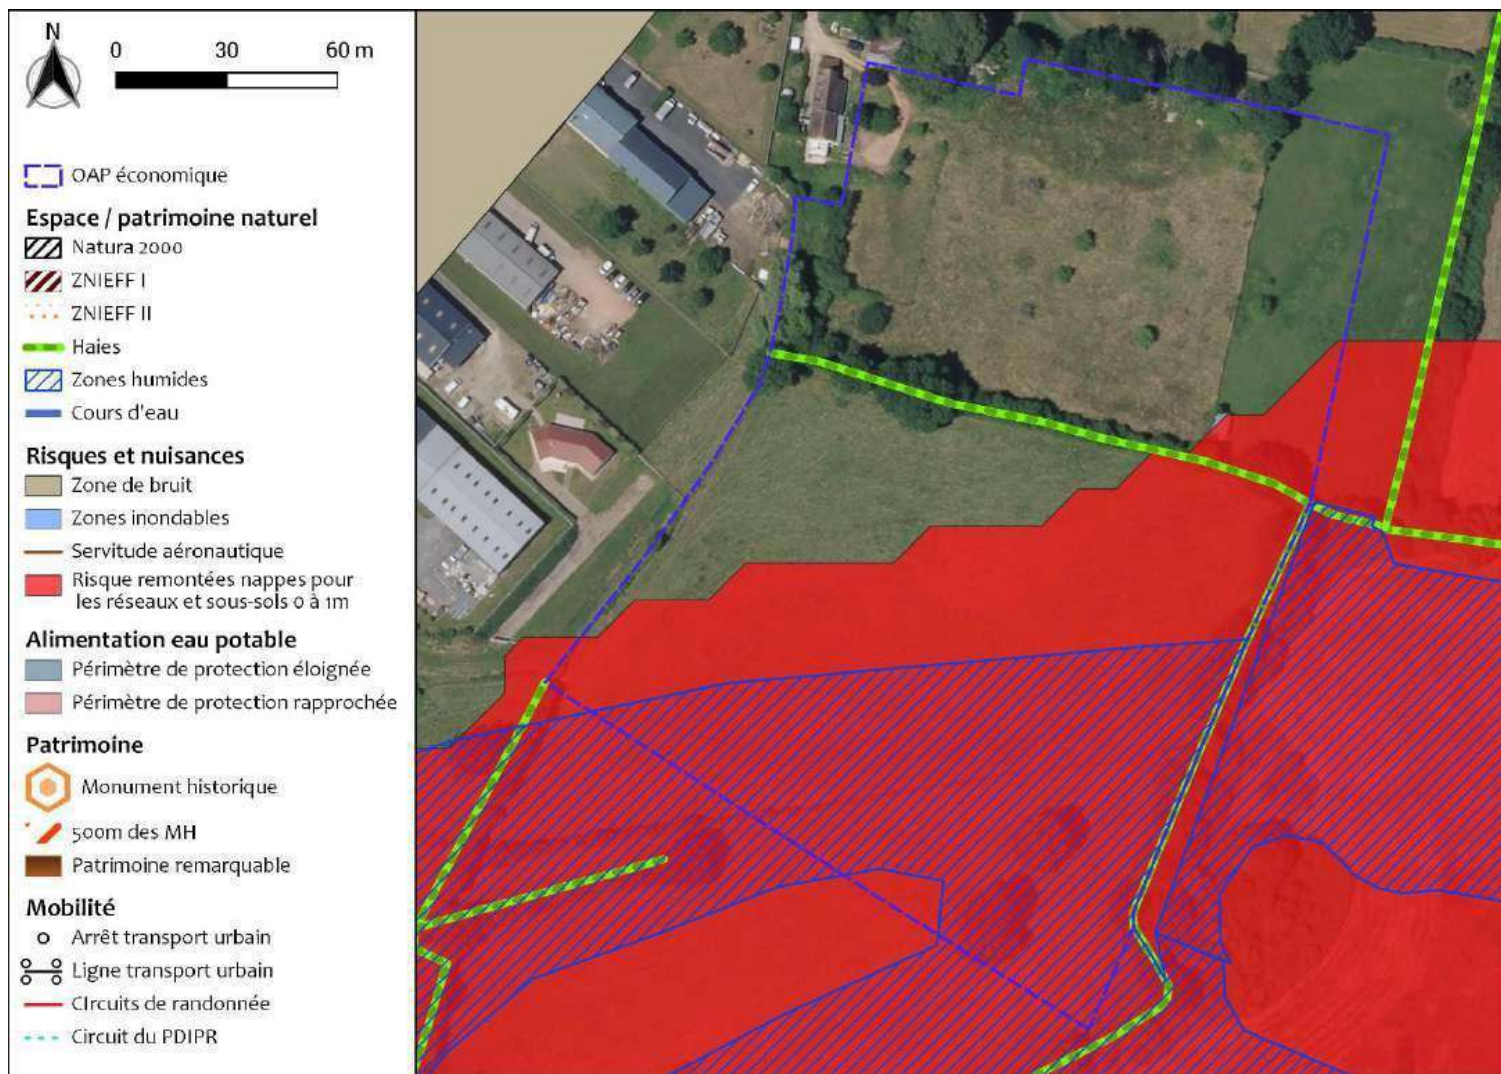 N
0 30 60 m
OAP économique
Espace / patrimoine naturel
Natura 2000
ZNIEFF I
ZNIEFF II
Haies
Zones humides
Cours d'eau
Risques et nuisances
Zone de bruit
Zones inondables
Servitude aéronautique
Risque remontées nappes pour
les réseaux et sous-sols 0 à 1m
Alimentation eau potable
Périmètre de protection éloignée
Périmètre de protection rapprochée
Patrimoine
Monument historique
500m des MH
Patrimoine remarquable
Mobilité
Arrêt transport urbain
Ligne transport urbain
CIrcuits de randonnée
Circuit du PDIPR